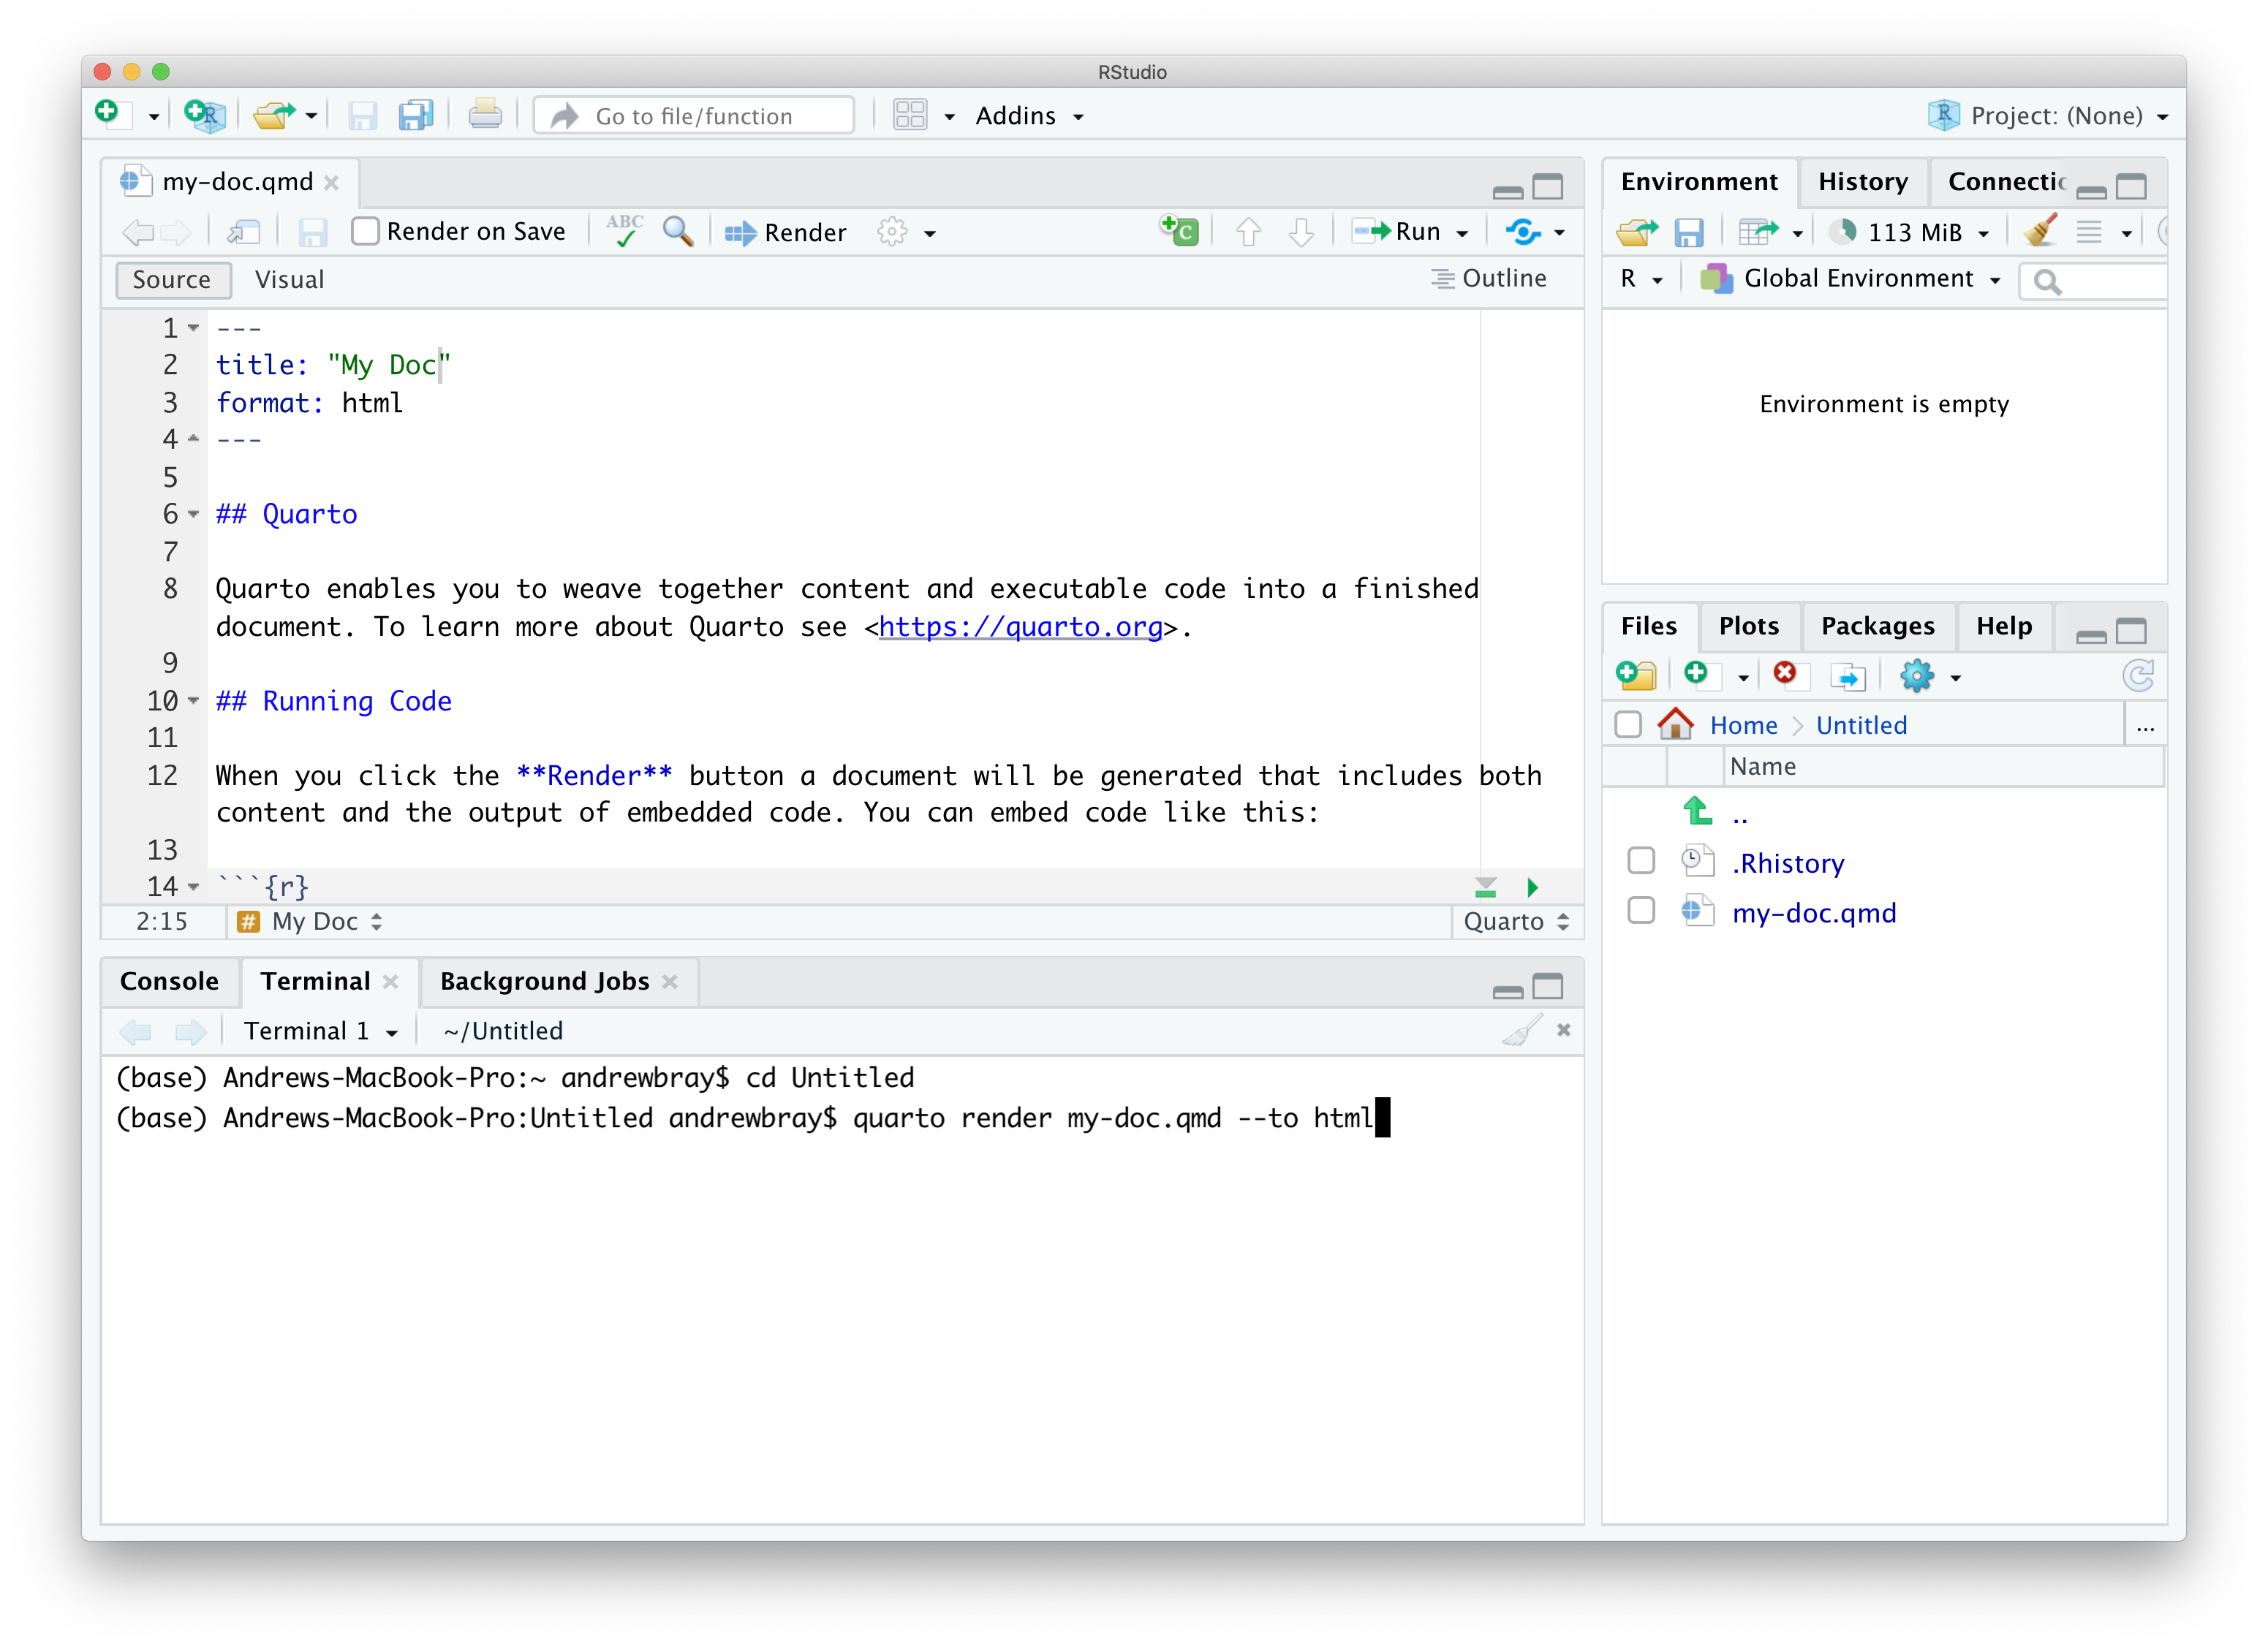 RStudio
Go to file/function
Addins
Project: (None)
my-doc.qmd
Render on Save
ABC
Render
Run
Source
Visual
Outline
1 ---
2 title: "My Doc"
3 format: html
4 ---
5
6 ## Quarto
7
8 Quarto enables you to weave together content and executable code into a finished
document. To learn more about Quarto see <https://quarto.org>.
9
10 ## Running Code
11
12 When you click the **Render** button a document will be generated that includes both
content and the output of embedded code. You can embed code like this:
13
14 ```{r}
2:15
# My Doc
Quarto
Console
Terminal
Background Jobs
Terminal 1
~/Untitled
(base) Andrews-MacBook-Pro:~ andrewbray$ cd Untitled
(base) Andrews-MacBook-Pro:Untitled andrewbray$ quarto render my-doc.qmd --to html
Environment
History
Connectic
113 MiB
R
Global Environment
Environment is empty
Files
Plots
Packages
Help
Home
Untitled
...
Name
..
.Rhistory
my-doc.qmd